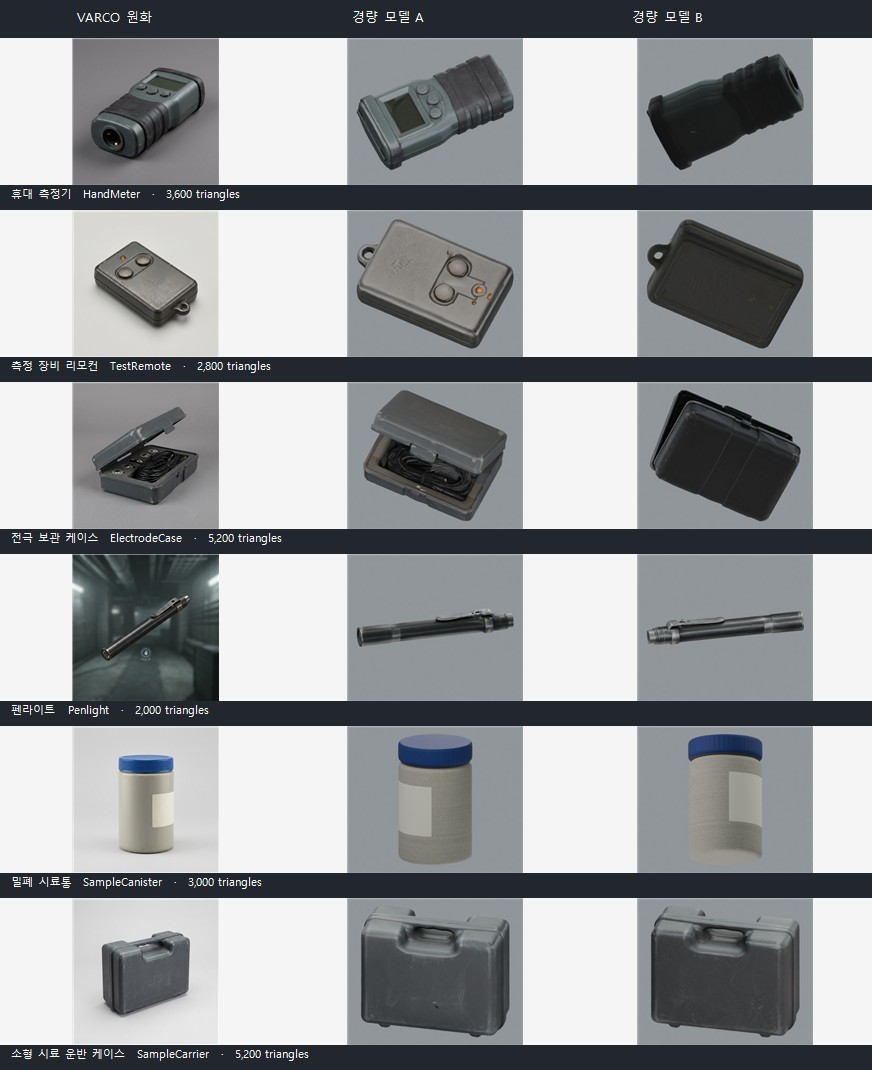 VARCO 원화 경량 모델 A 경량 모델 B
휴대 측정기 HandMeter · 3,600 triangles
측정 장비 리모컨 TestRemote · 2,800 triangles
전극 보관 케이스 ElectrodeCase · 5,200 triangles
펜라이트 Penlight · 2,000 triangles
밀폐 시료통 SampleCanister · 3,000 triangles
소형 시료 운반 케이스 SampleCarrier · 5,200 triangles